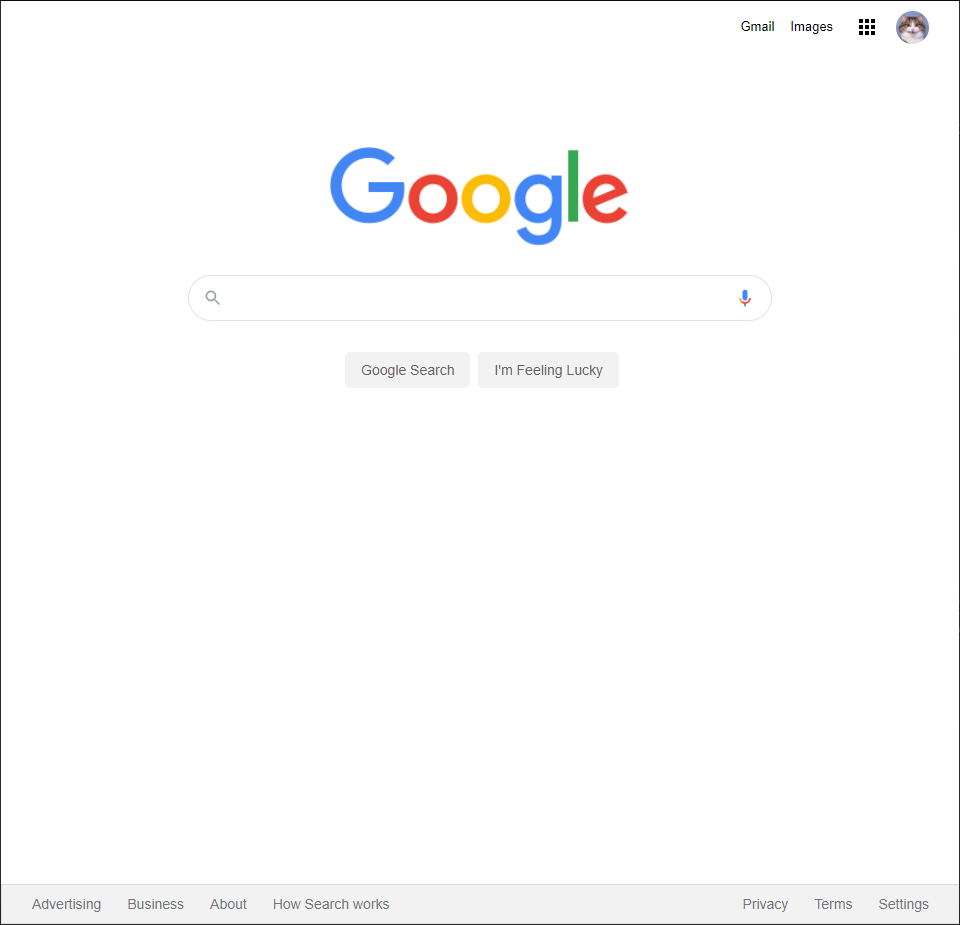 Gmail Images
Google
Google Search I'm Feeling Lucky
Advertising Business About How Search works Privacy Terms Settings